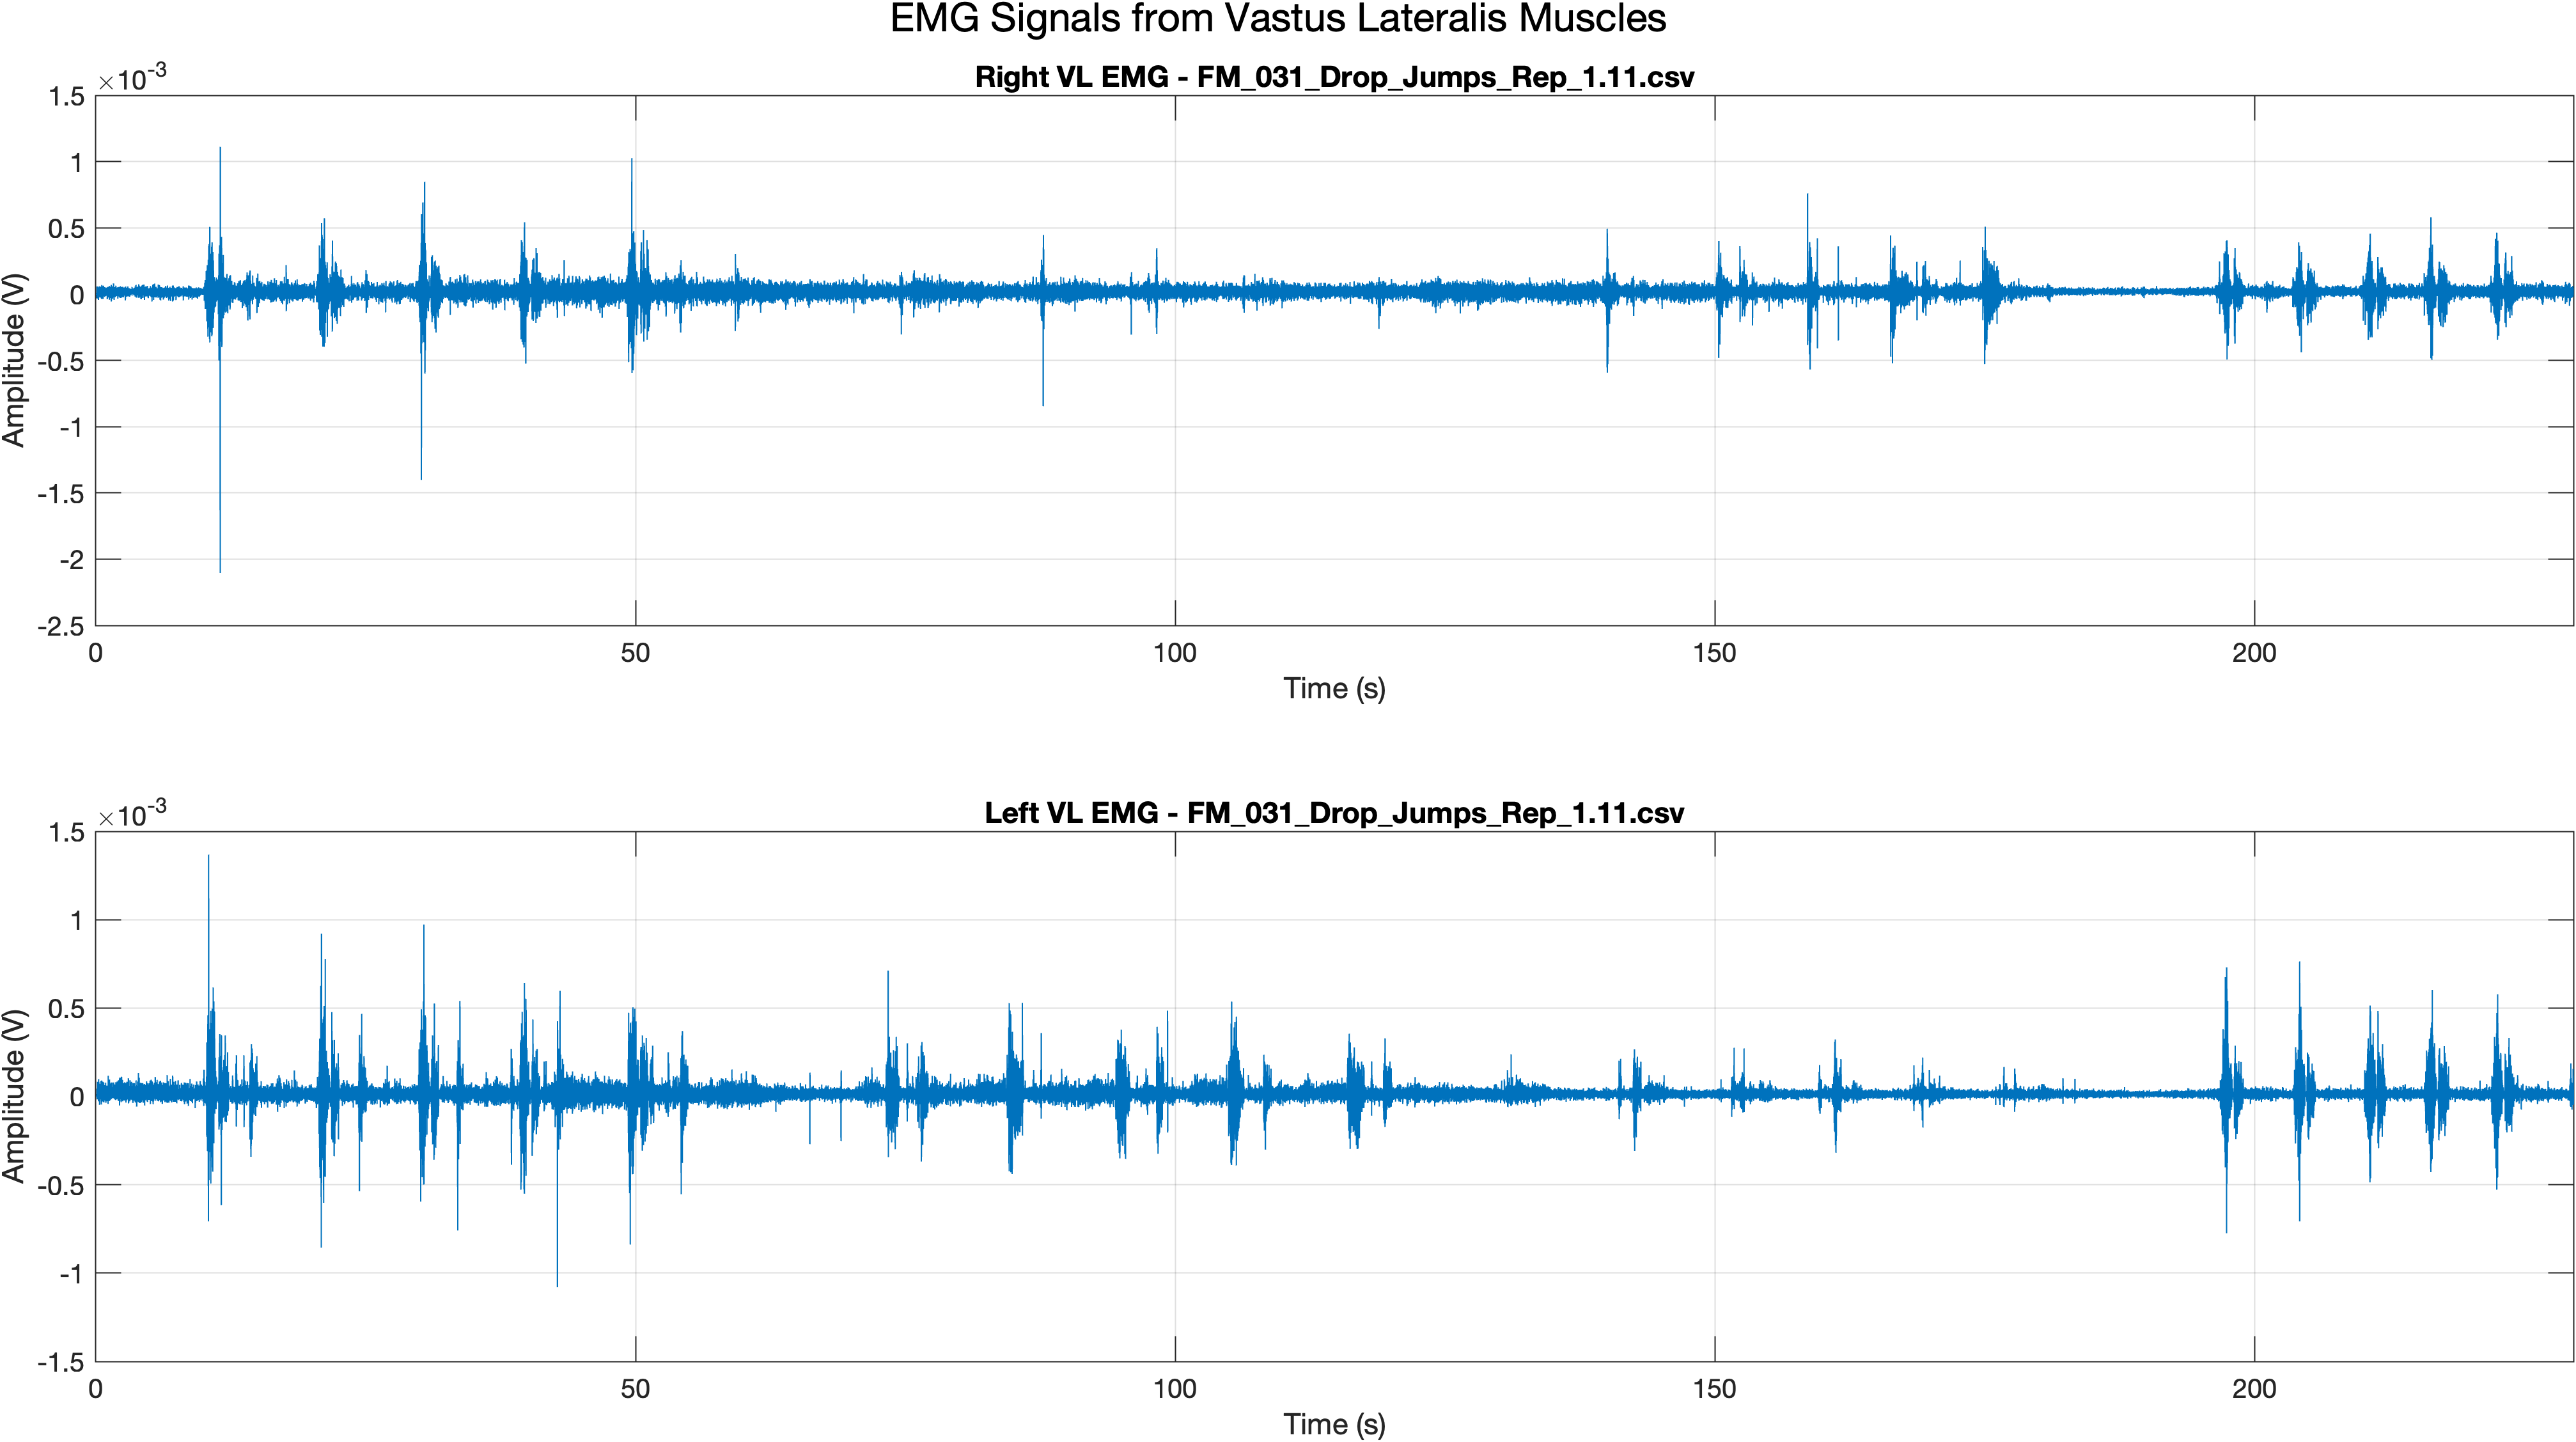 EMG Signals from Vastus Lateralis Muscles
Right VL EMG - FM_031_Drop_Jumps_Rep_1.11.csv
×10⁻³
1.5
1
0.5
0
-0.5
-1
-1.5
-2
-2.5
Amplitude (V)
0 50 100 150 200
Time (s)
Left VL EMG - FM_031_Drop_Jumps_Rep_1.11.csv
×10⁻³
1.5
1
0.5
0
-0.5
-1
-1.5
Amplitude (V)
0 50 100 150 200
Time (s)